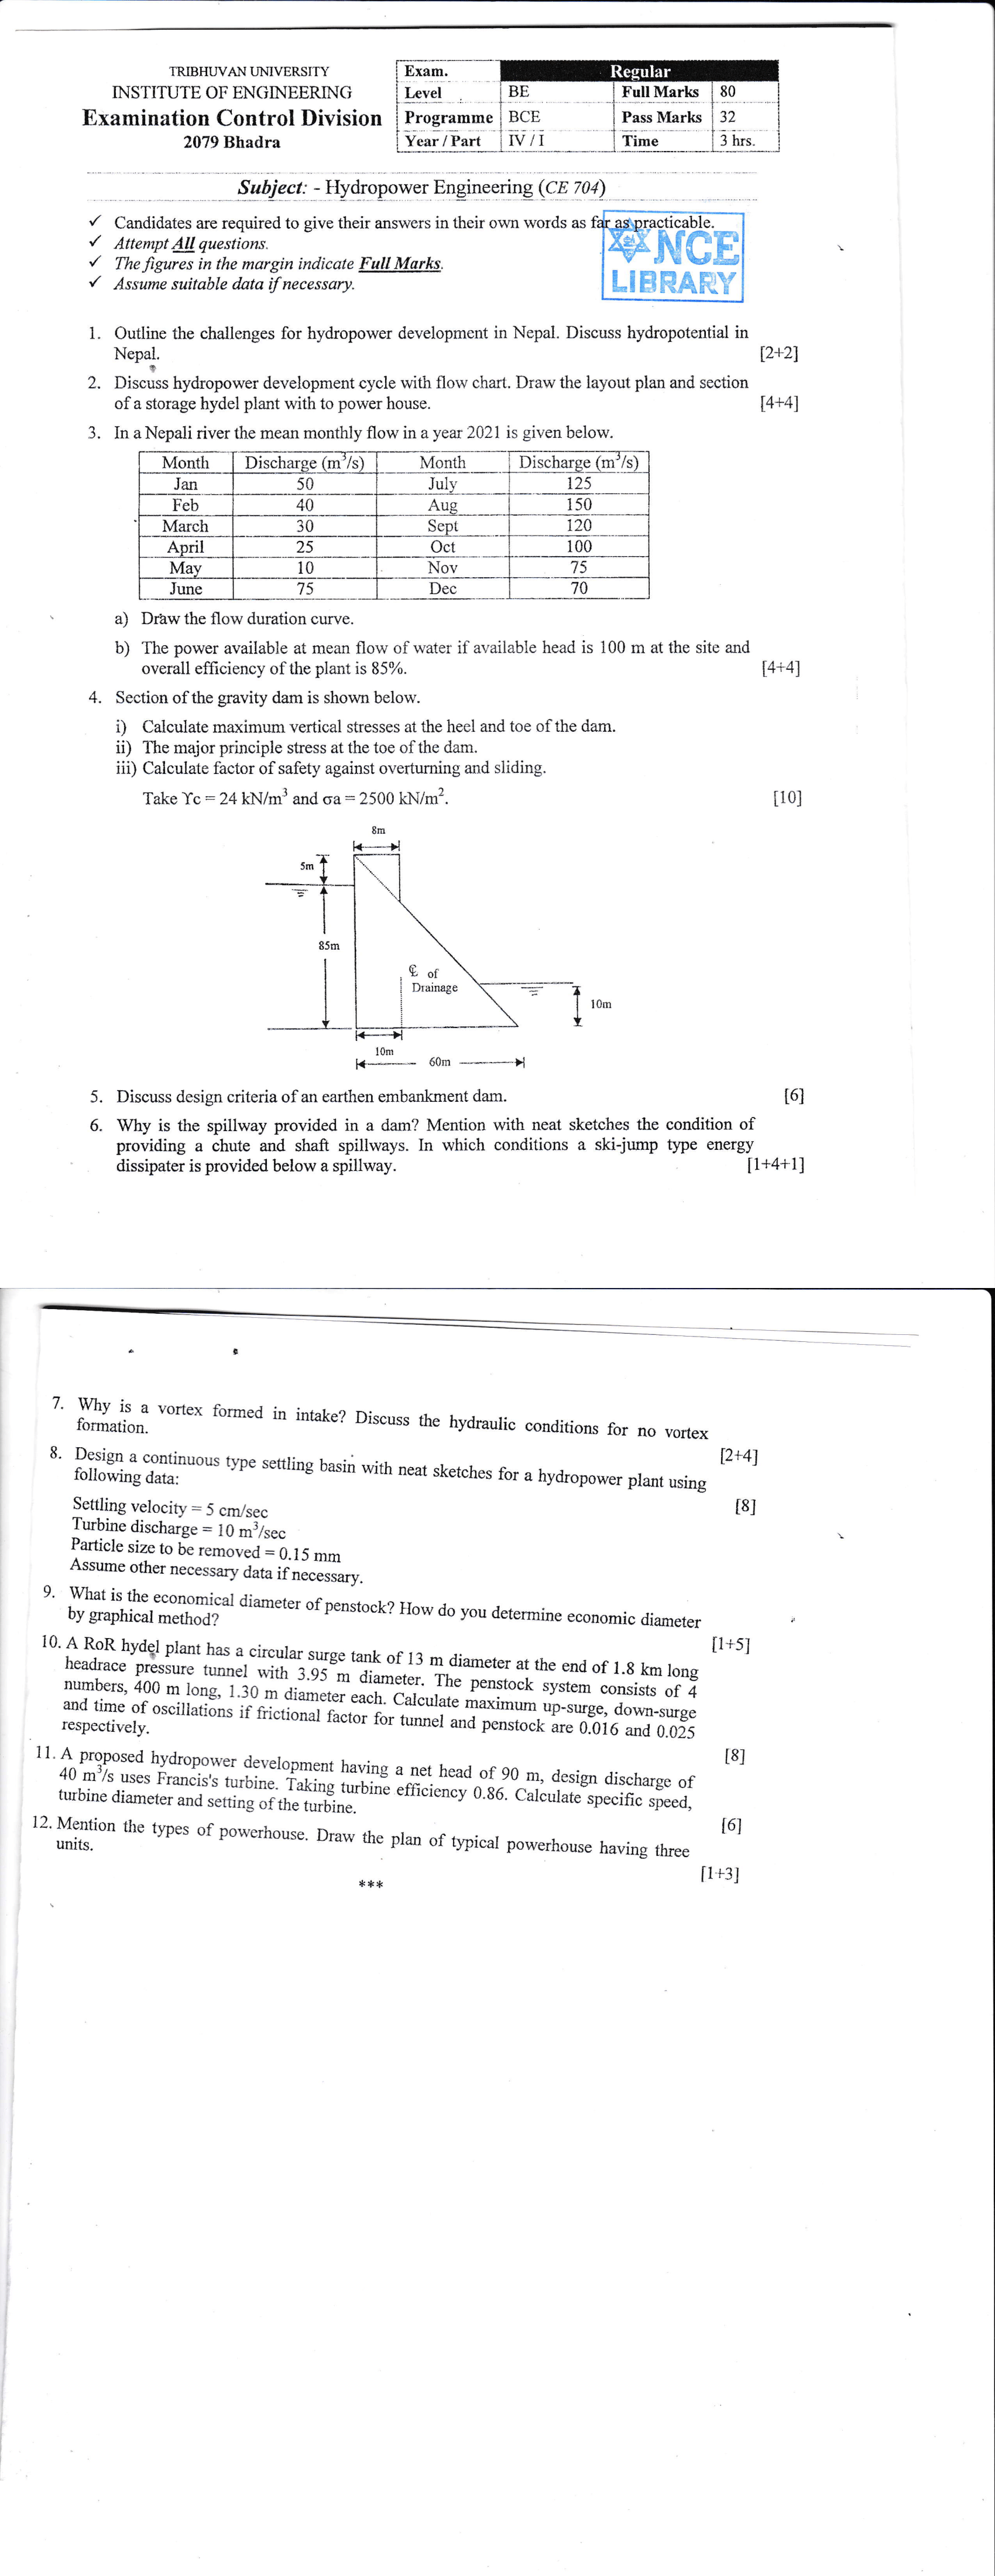 TRIBHUVAN UNIVERSITY
INSTITUTE OF ENGINEERING
Examination Control Division
2079 Bhadra
Exam. Regular
Level BE Full Marks 80
Programme BCE Pass Marks 32
Year / Part IV / I Time 3 hrs.
Subject: - Hydropower Engineering (CE 704)
✓ Candidates are required to give their answers in their own words as far as practicable.
✓ Attempt All questions.
✓ The figures in the margin indicate Full Marks.
✓ Assume suitable data if necessary.
NCE
LIBRARY
1. Outline the challenges for hydropower development in Nepal. Discuss hydropotential in
Nepal. [2+2]
2. Discuss hydropower development cycle with flow chart. Draw the layout plan and section
of a storage hydel plant with to power house. [4+4]
3. In a Nepali river the mean monthly flow in a year 2021 is given below.
Month Discharge (m³/s) Month Discharge (m³/s)
Jan 50 July 125
Feb 40 Aug 150
March 30 Sept 120
April 25 Oct 100
May 10 Nov 75
June 75 Dec 70
a) Draw the flow duration curve.
b) The power available at mean flow of water if available head is 100 m at the site and
overall efficiency of the plant is 85%. [4+4]
4. Section of the gravity dam is shown below.
i) Calculate maximum vertical stresses at the heel and toe of the dam.
ii) The major principle stress at the toe of the dam.
iii) Calculate factor of safety against overturning and sliding.
Take ϒc = 24 kN/m³ and σa = 2500 kN/m². [10]
8m
5m
85m
℄ of
Drainage
10m
10m
60m
5. Discuss design criteria of an earthen embankment dam. [6]
6. Why is the spillway provided in a dam? Mention with neat sketches the condition of
providing a chute and shaft spillways. In which conditions a ski-jump type energy
dissipater is provided below a spillway. [1+4+1]
7. Why is a vortex formed in intake? Discuss the hydraulic conditions for no vortex
formation. [2+4]
8. Design a continuous type settling basin with neat sketches for a hydropower plant using
following data: [8]
Settling velocity = 5 cm/sec
Turbine discharge = 10 m³/sec
Particle size to be removed = 0.15 mm
Assume other necessary data if necessary.
9. What is the economical diameter of penstock? How do you determine economic diameter
by graphical method? [1+5]
10. A RoR hydel plant has a circular surge tank of 13 m diameter at the end of 1.8 km long
headrace pressure tunnel with 3.95 m diameter. The penstock system consists of 4
numbers, 400 m long, 1.30 m diameter each. Calculate maximum up-surge, down-surge
and time of oscillations if frictional factor for tunnel and penstock are 0.016 and 0.025
respectively. [8]
11. A proposed hydropower development having a net head of 90 m, design discharge of
40 m³/s uses Francis's turbine. Taking turbine efficiency 0.86. Calculate specific speed,
turbine diameter and setting of the turbine. [6]
12. Mention the types of powerhouse. Draw the plan of typical powerhouse having three
units. [1+3]
***